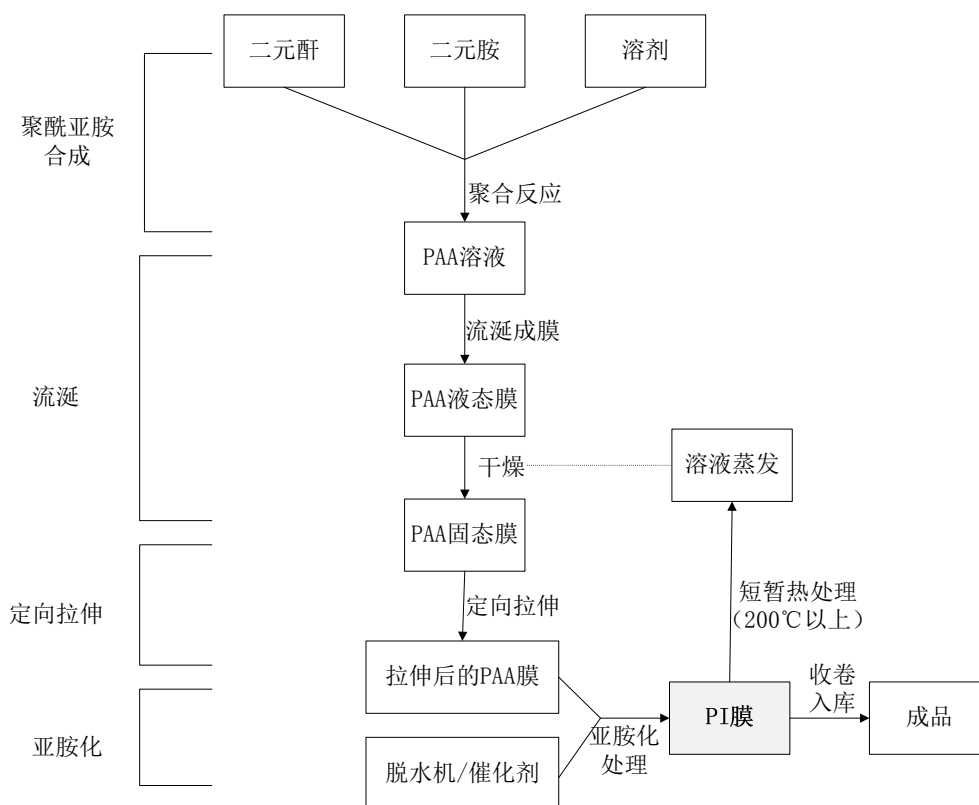 二元酐
二元胺
溶剂
聚酰亚胺
合成
聚合反应
PAA溶液
流涎成膜
流涎
PAA液态膜
干燥
溶液蒸发
PAA固态膜
定向拉伸
定向拉伸
短暂热处理
(200℃以上)
拉伸后的PAA膜
收卷
入库
PI膜
成品
亚胺化
亚胺化
处理
脱水机/催化剂